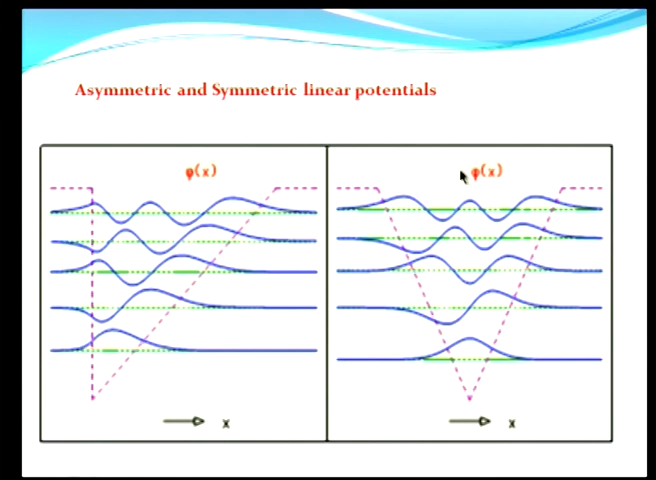 Asymmetric and Symmetric linear potentials
φ(x)
φ(x)
x
x